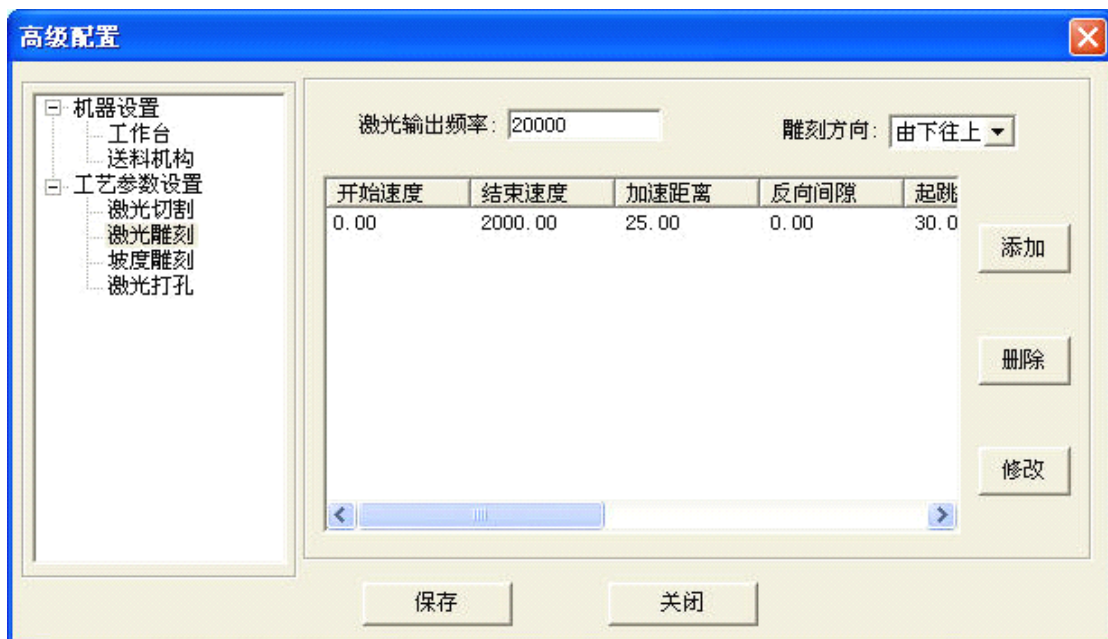 高级配置
机器设置
工作台
送料机构
工艺参数设置
激光切割
激光雕刻
坡度雕刻
激光打孔
激光输出频率: 20000
雕刻方向: 由下往上
开始速度 结束速度 加速距离 反向间隙 起跳
0.00 2000.00 25.00 0.00 30.0
添加
删除
修改
保存 关闭